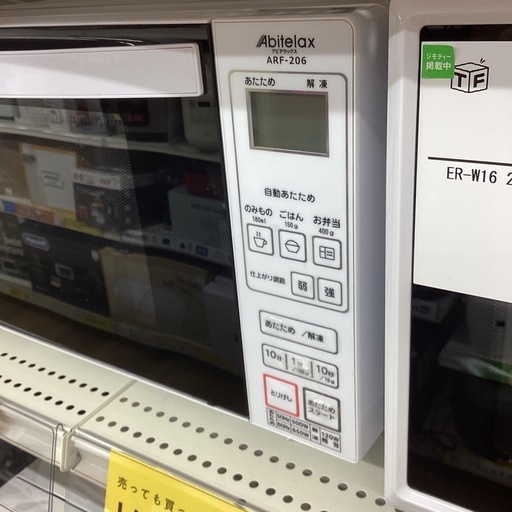 Abitelax
アビテラックス
ARF-206
あたため 解凍
自動あたため
のみもの ごはん お弁当
180ml 150g 400g
仕上がり調節 弱 強
あたため / 解凍
10分 1分 10秒
とりけし あたため
スタート
ジモティー
掲載中
TF
ER-W16 2
売っても買っ